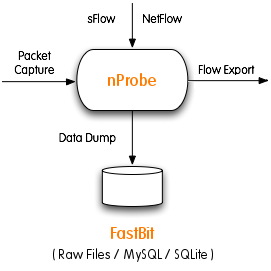 sFlow NetFlow
Packet
Capture
nProbe
Flow Export
Data Dump
FastBit
( Raw Files / MySQL / SQLite )